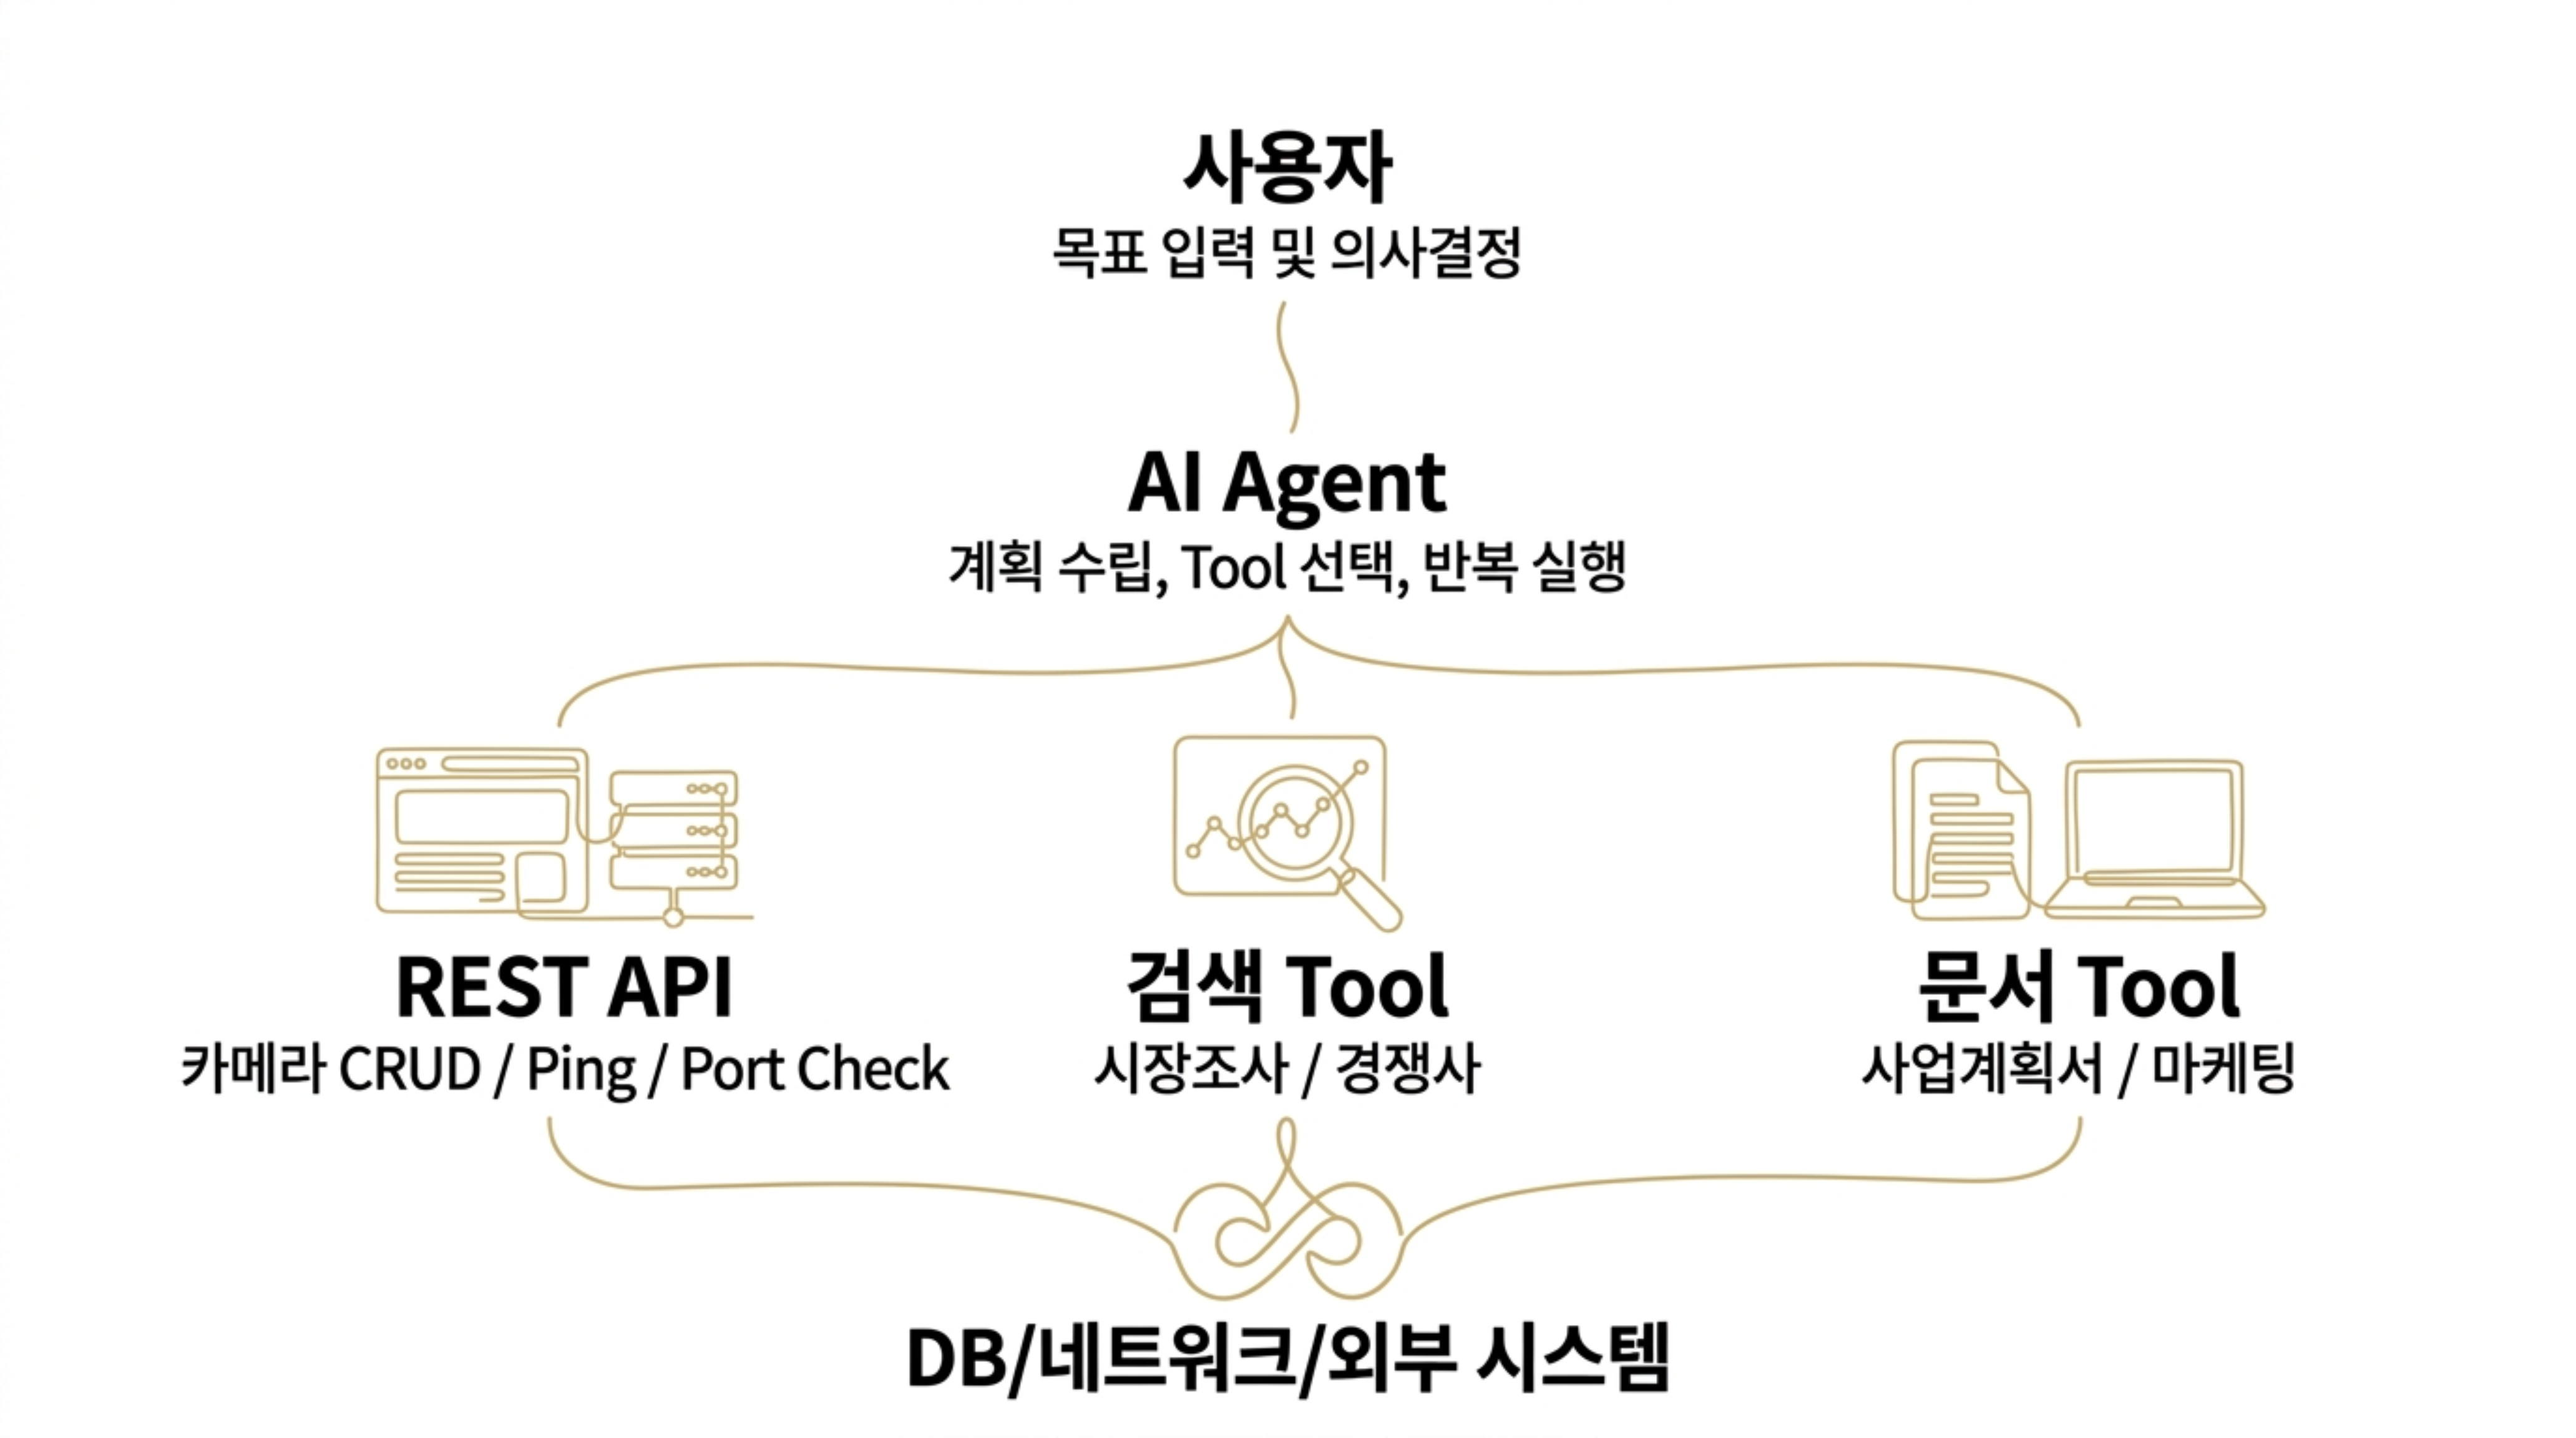 사용자
목표 입력 및 의사결정
AI Agent
계획 수립, Tool 선택, 반복 실행
REST API
카메라 CRUD / Ping / Port Check
검색 Tool
시장조사 / 경쟁사
문서 Tool
사업계획서 / 마케팅
DB/네트워크/외부 시스템